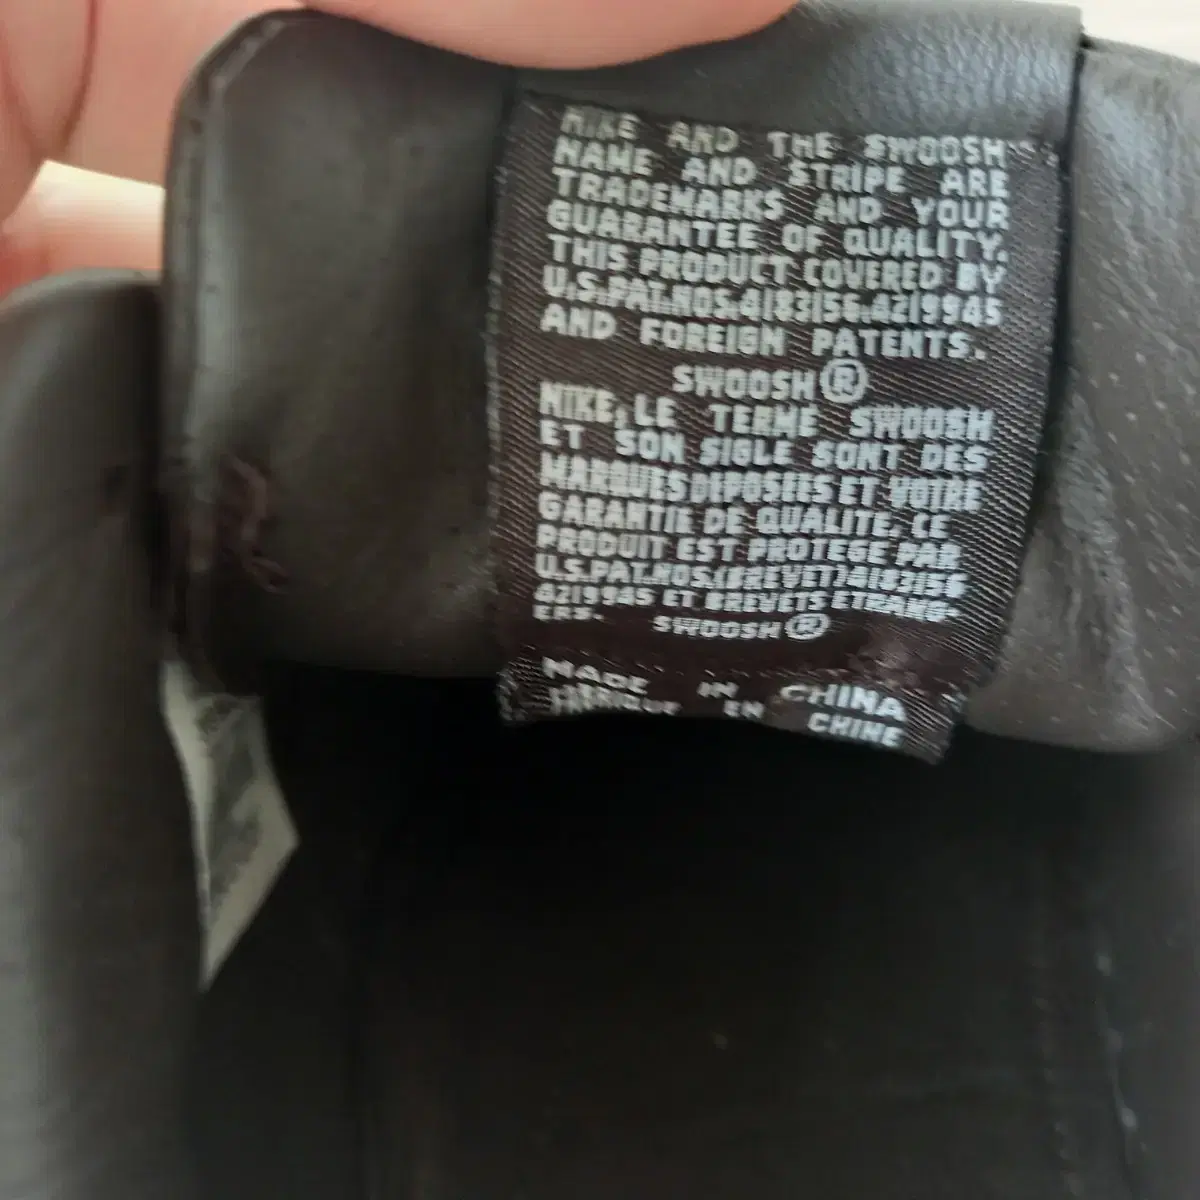 NIKE AND THE SWOOSH
NAME AND STRIPE ARE
TRADEMARKS AND YOUR
GUARANTEE OF QUALITY.
THIS PRODUCT COVERED BY
U.S.PAT.NOS.4183156.4219945
AND FOREIGN PATENTS.
SWOOSH®
NIKE, LE TERME SWOOSH
ET SON SIGLE SONT DES
MARQUES DEPOSEES ET VOTRE
GARANTIE DE QUALITE, CE
PRODUIT EST PROTEGE PAR
U.S.PAT.NOS.(BREVET)4183156
4219945 ET BREVETS ETRANG-
ERS. SWOOSH®
MADE IN CHINA
FABRIQUE EN CHINE